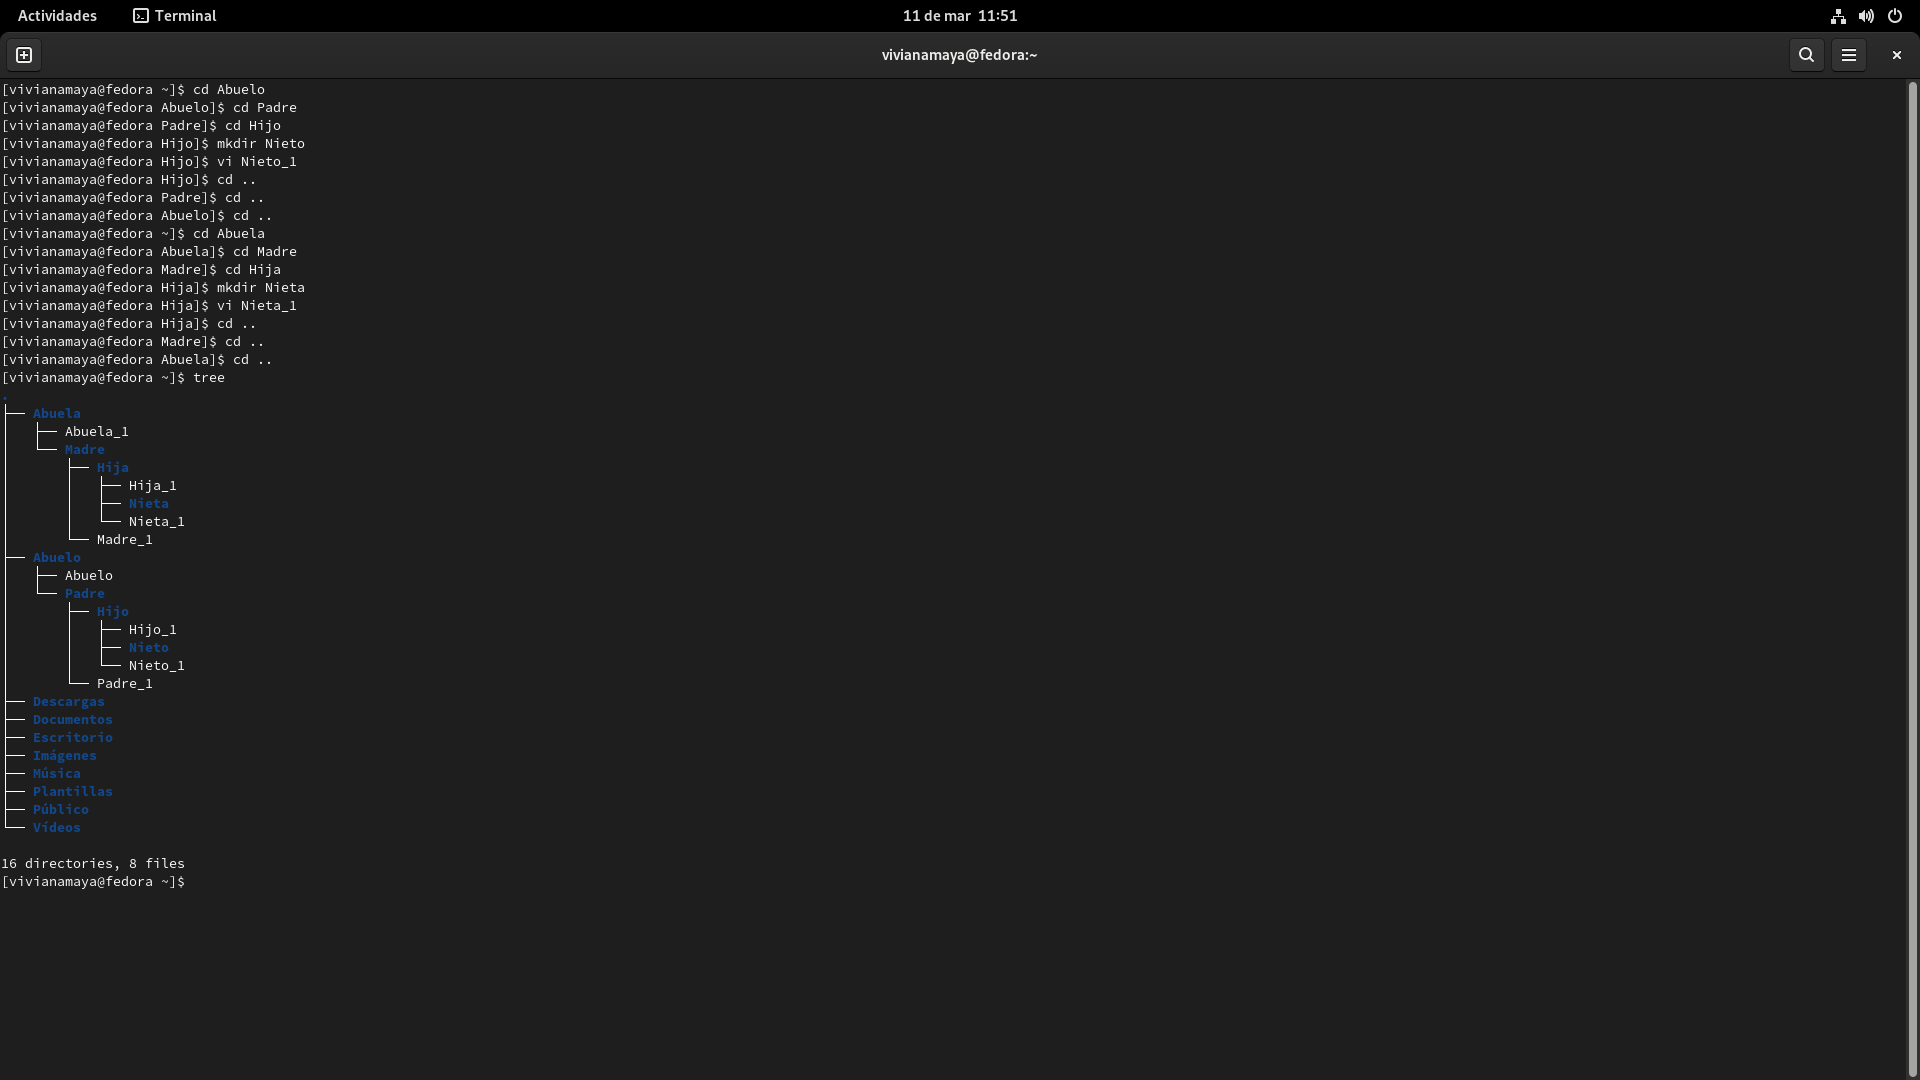 Actividades Terminal 11 de mar 11:51
vivianamaya@fedora:~
[vivianamaya@fedora ~]$ cd Abuelo
[vivianamaya@fedora Abuelo]$ cd Padre
[vivianamaya@fedora Padre]$ cd Hijo
[vivianamaya@fedora Hijo]$ mkdir Nieto
[vivianamaya@fedora Hijo]$ vi Nieto_1
[vivianamaya@fedora Hijo]$ cd ..
[vivianamaya@fedora Padre]$ cd ..
[vivianamaya@fedora Abuelo]$ cd ..
[vivianamaya@fedora ~]$ cd Abuela
[vivianamaya@fedora Abuela]$ cd Madre
[vivianamaya@fedora Madre]$ cd Hija
[vivianamaya@fedora Hija]$ mkdir Nieta
[vivianamaya@fedora Hija]$ vi Nieta_1
[vivianamaya@fedora Hija]$ cd ..
[vivianamaya@fedora Madre]$ cd ..
[vivianamaya@fedora Abuela]$ cd ..
[vivianamaya@fedora ~]$ tree
.
├── Abuela
│   ├── Abuela_1
│   └── Madre
│       ├── Hija
│       │   ├── Hija_1
│       │   ├── Nieta
│       │   └── Nieta_1
│       └── Madre_1
├── Abuelo
│   ├── Abuelo
│   └── Padre
│       ├── Hijo
│       │   ├── Hijo_1
│       │   ├── Nieto
│       │   └── Nieto_1
│       └── Padre_1
├── Descargas
├── Documentos
├── Escritorio
├── Imágenes
├── Música
├── Plantillas
├── Público
└── Vídeos

16 directories, 8 files
[vivianamaya@fedora ~]$